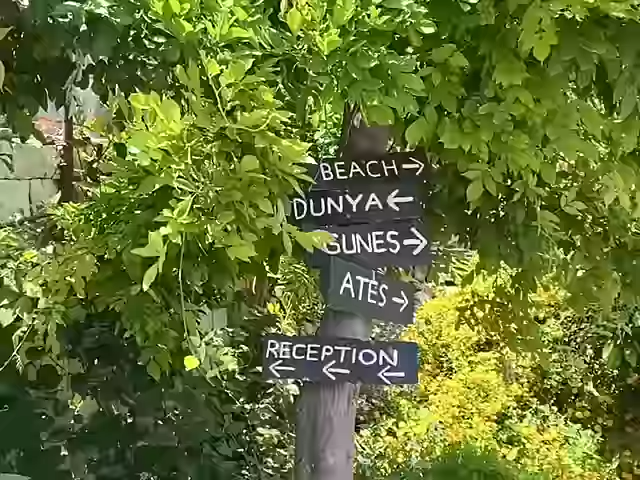 BEACH →
DUNYA ←
GUNES →
ATES →
RECEPTION
← ← ←